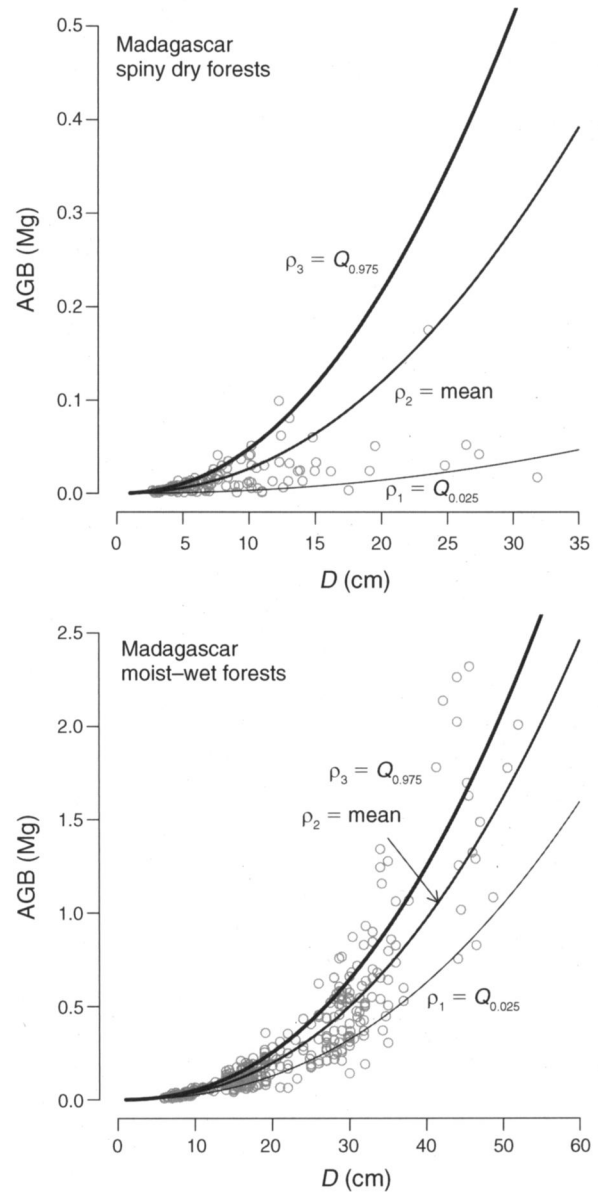 Madagascar
spiny dry forests
0.5
0.4
0.3
0.2
0.1
0.0
AGB (Mg)
ρ₃ = Q₀.₉₇₅
ρ₂ = mean
ρ₁ = Q₀.₀₂₅
0 5 10 15 20 25 30 35
D (cm)
Madagascar
moist–wet forests
2.5
2.0
1.5
1.0
0.5
0.0
AGB (Mg)
ρ₃ = Q₀.₉₇₅
ρ₂ = mean
ρ₁ = Q₀.₀₂₅
0 10 20 30 40 50 60
D (cm)